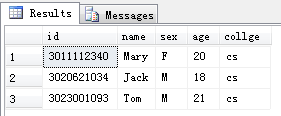 Results Messages
id name sex age collge
1 3011112340 Mary F 20 cs
2 3020621034 Jack M 18 cs
3 3023001093 Tom M 21 cs